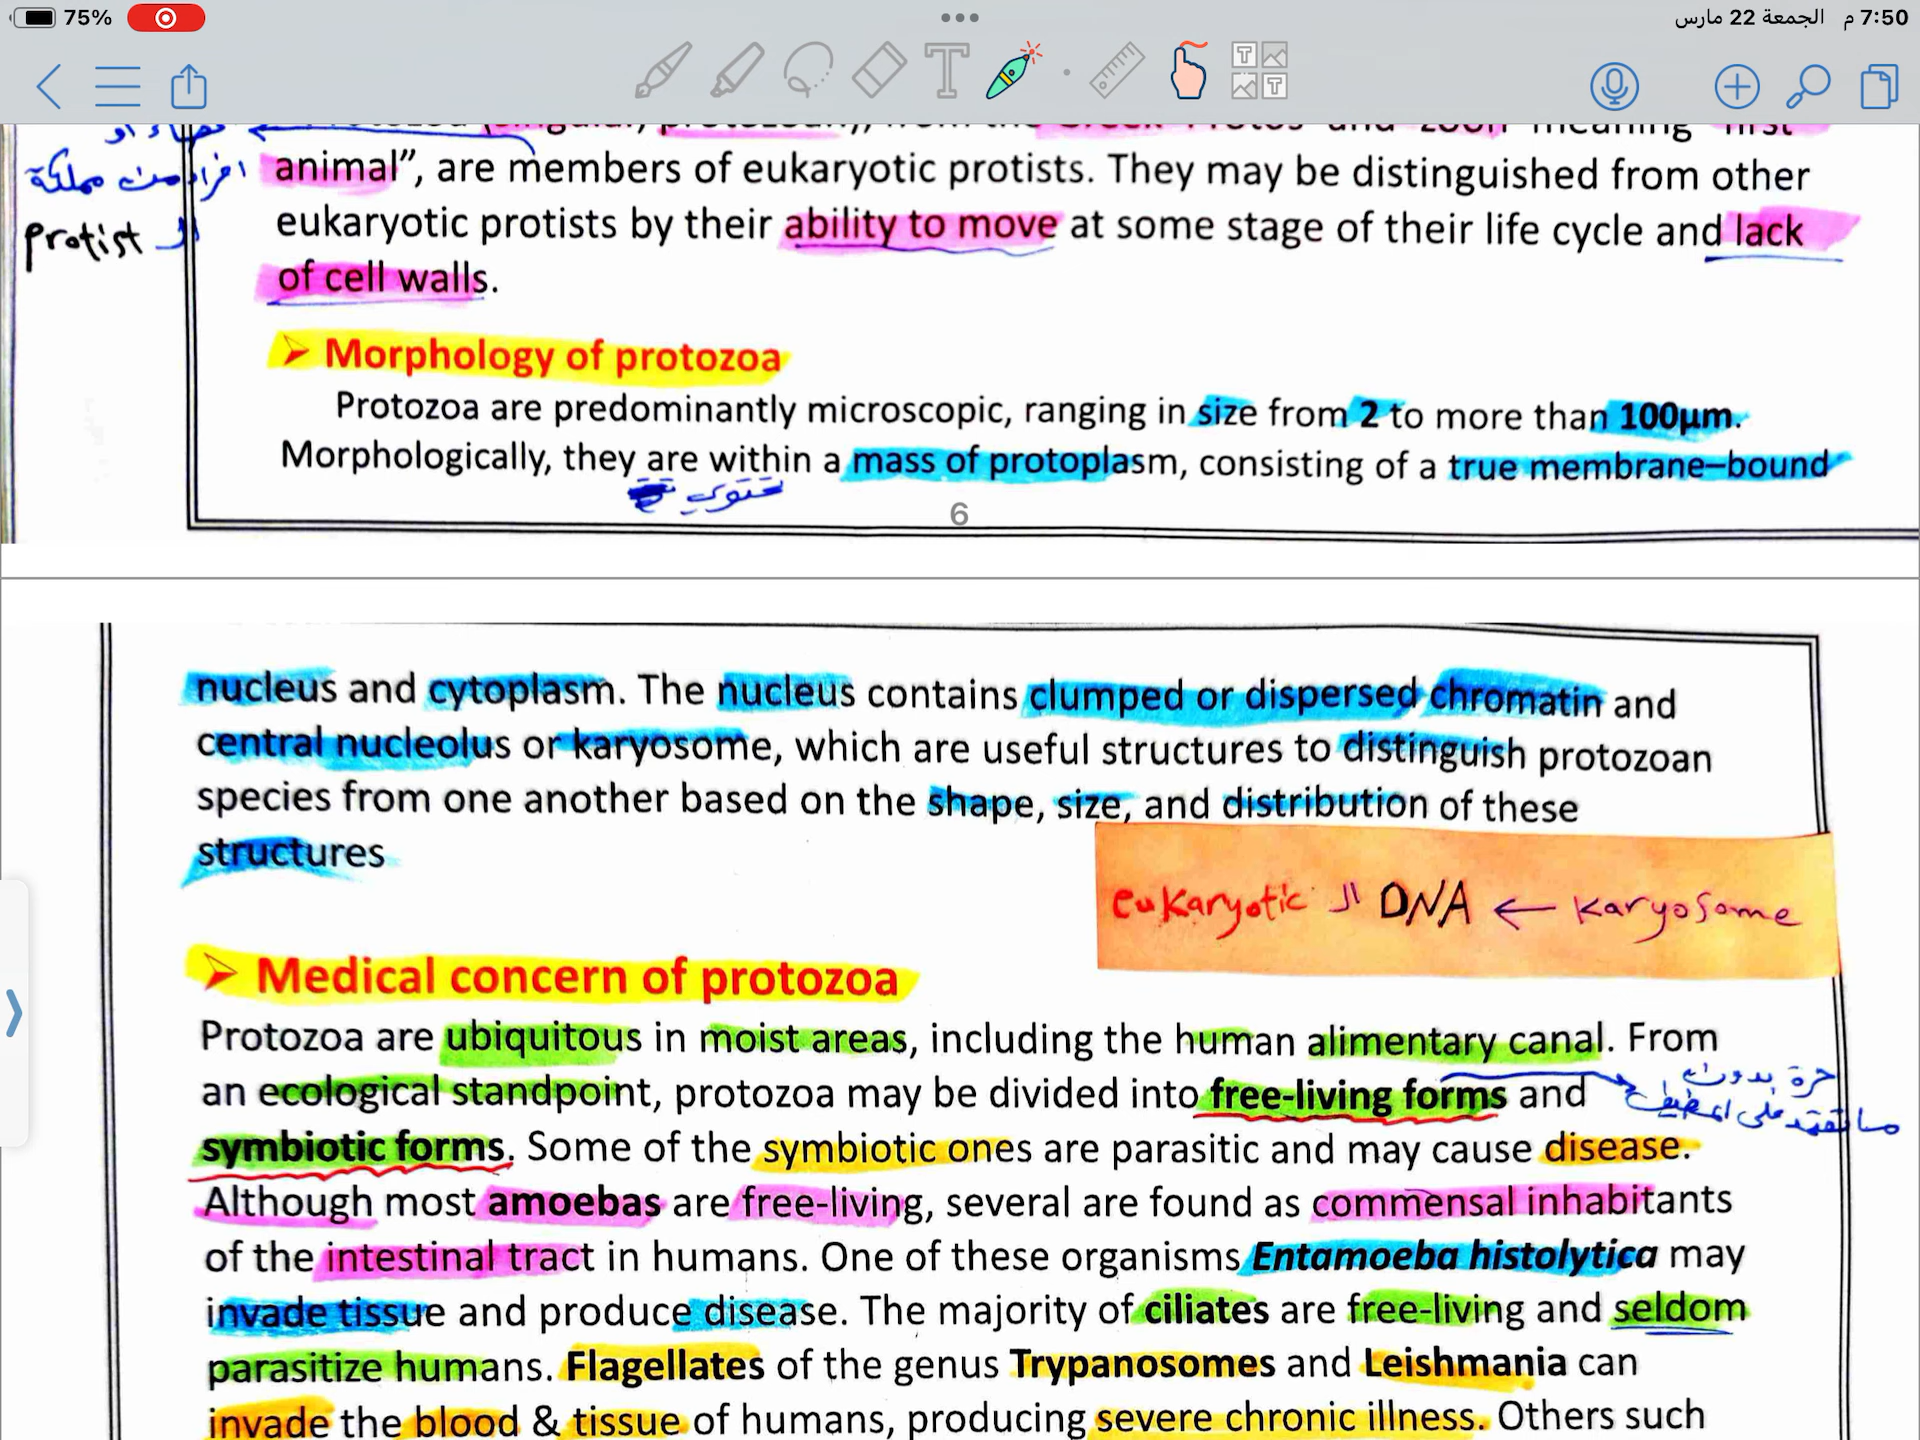 75%
7:50 م الجمعة 22 مارس
animal”, are members of eukaryotic protists. They may be distinguished from other
افراد من مملكة
eukaryotic protists by their ability to move at some stage of their life cycle and lack
الـ protist
of cell walls.
➢ Morphology of protozoa
Protozoa are predominantly microscopic, ranging in size from 2 to more than 100µm.
Morphologically, they are within a mass of protoplasm, consisting of a true membrane–bound
تحتوي
6
nucleus and cytoplasm. The nucleus contains clumped or dispersed chromatin and
central nucleolus or karyosome, which are useful structures to distinguish protozoan
species from one another based on the shape, size, and distribution of these
structures
Karyosome ← DNA الـ eukaryotic
➢ Medical concern of protozoa
Protozoa are ubiquitous in moist areas, including the human alimentary canal. From
an ecological standpoint, protozoa may be divided into free-living forms and
حرة بدون
ما تعتمد على المضيف
symbiotic forms. Some of the symbiotic ones are parasitic and may cause disease.
Although most amoebas are free-living, several are found as commensal inhabitants
of the intestinal tract in humans. One of these organisms Entamoeba histolytica may
invade tissue and produce disease. The majority of ciliates are free-living and seldom
parasitize humans. Flagellates of the genus Trypanosomes and Leishmania can
invade the blood & tissue of humans, producing severe chronic illness. Others such